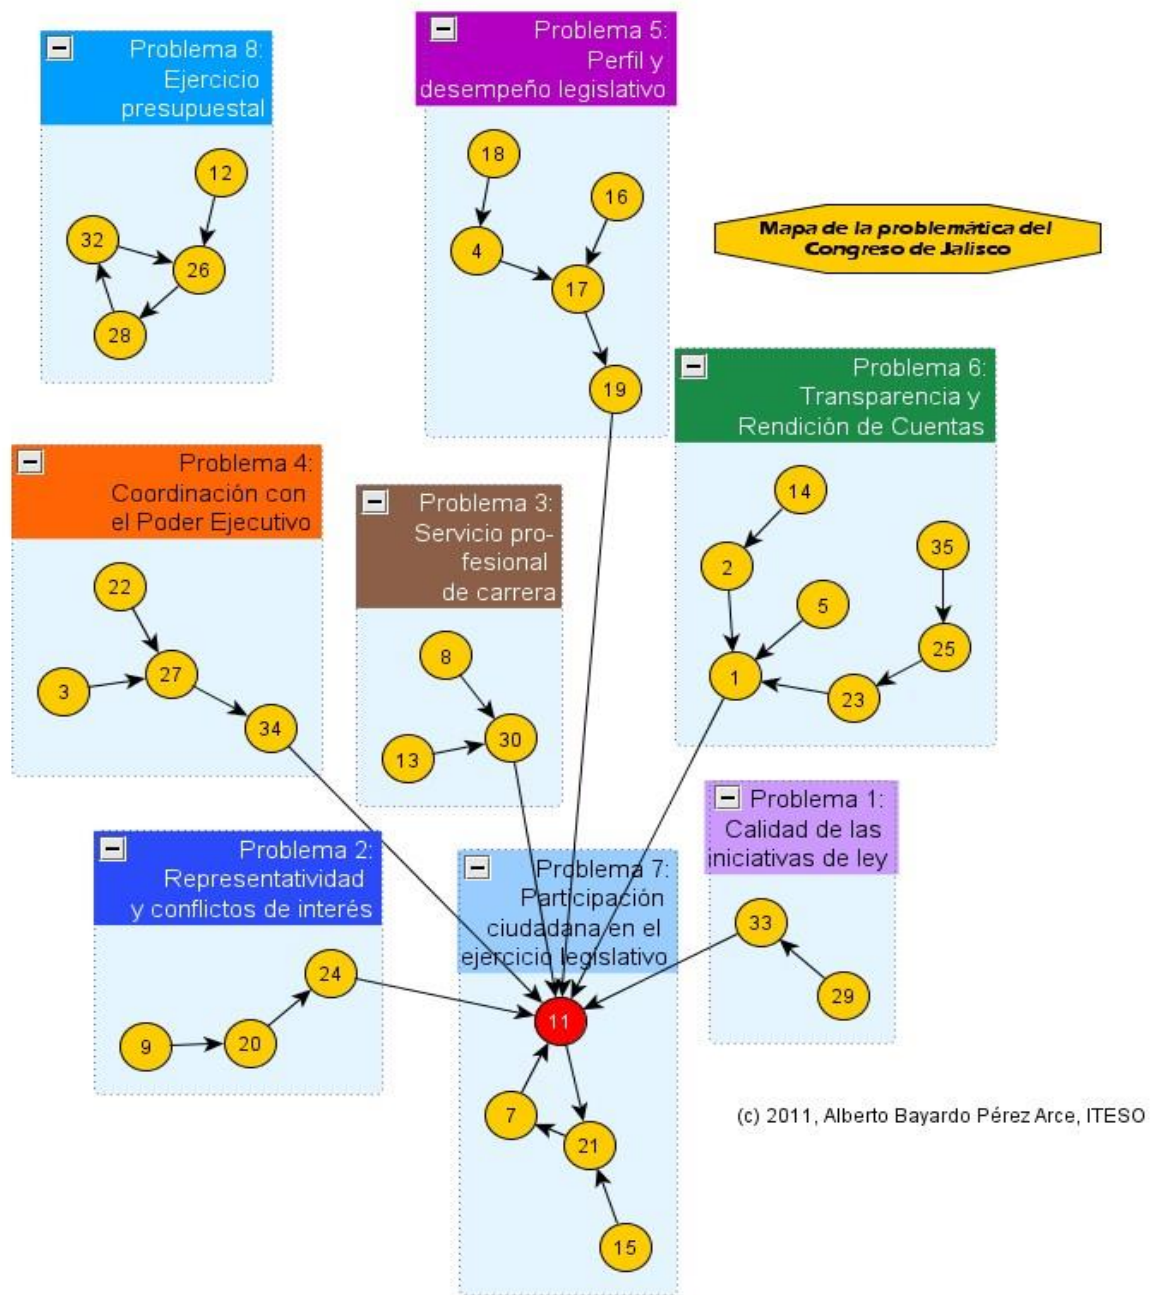 Problema 8:
Ejercicio
presupuestal
12
32
26
28
Problema 5:
Perfil y
desempeño legislativo
18
16
4
17
19
Mapa de la problemática del
Congreso de Jalisco
Problema 6:
Transparencia y
Rendición de Cuentas
14
35
2
5
25
1
23
Problema 4:
Coordinación con
el Poder Ejecutivo
22
27
3
34
Problema 3:
Servicio pro-
fesional
de carrera
8
30
13
Problema 1:
Calidad de las
iniciativas de ley
33
29
Problema 2:
Representatividad
y conflictos de interés
24
9
20
Problema 7:
Participación
ciudadana en el
ejercicio legislativo
11
7
21
15
(c) 2011, Alberto Bayardo Pérez Arce, ITESO